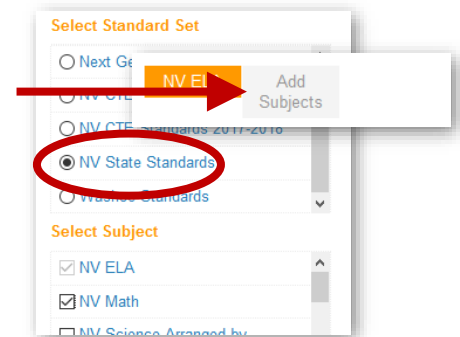 Select Standard Set
Next Ge
NV ELA
Add
Subjects
NV CTE
NV CTE Standards 2017-2018
NV State Standards
Washoe Standards
Select Subject
NV ELA
NV Math
NV Science Arranged by